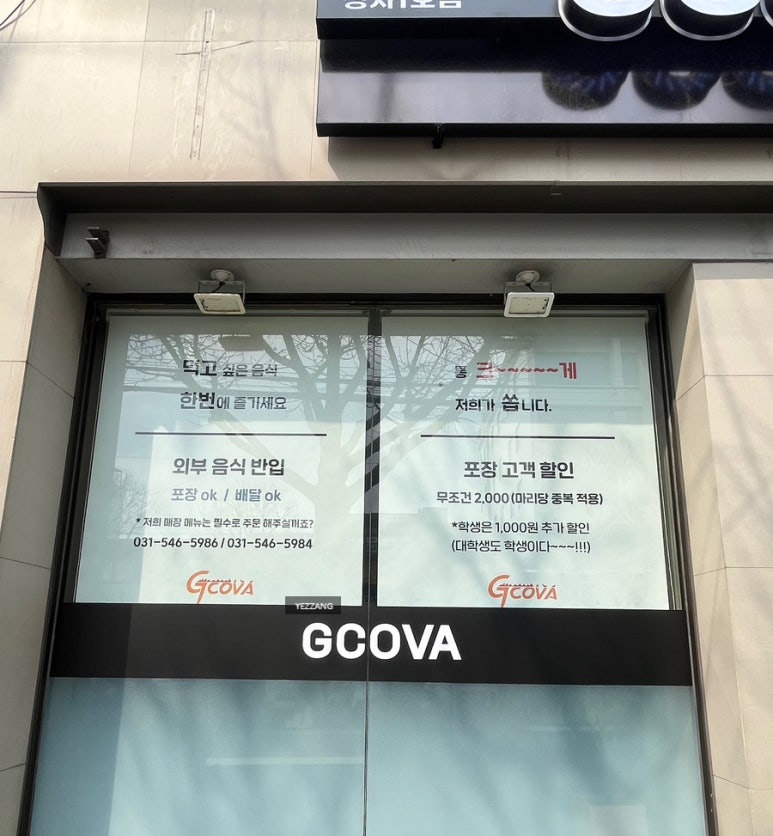 먹고 싶은 음식
한번에 즐기세요
외부 음식 반입
포장 ok / 배달 ok
* 저희 매장 메뉴는 필수로 주문 해주실꺼죠?
031-546-5986 / 031-546-5984
GCOVA
통 크~~~~~게
저희가 쏩니다.
포장 고객 할인
무조건 2,000 (마리당 중복 적용)
*학생은 1,000원 추가 할인
(대학생도 학생이다~~~!!!)
GCOVA
YEZZANG
GCOVA